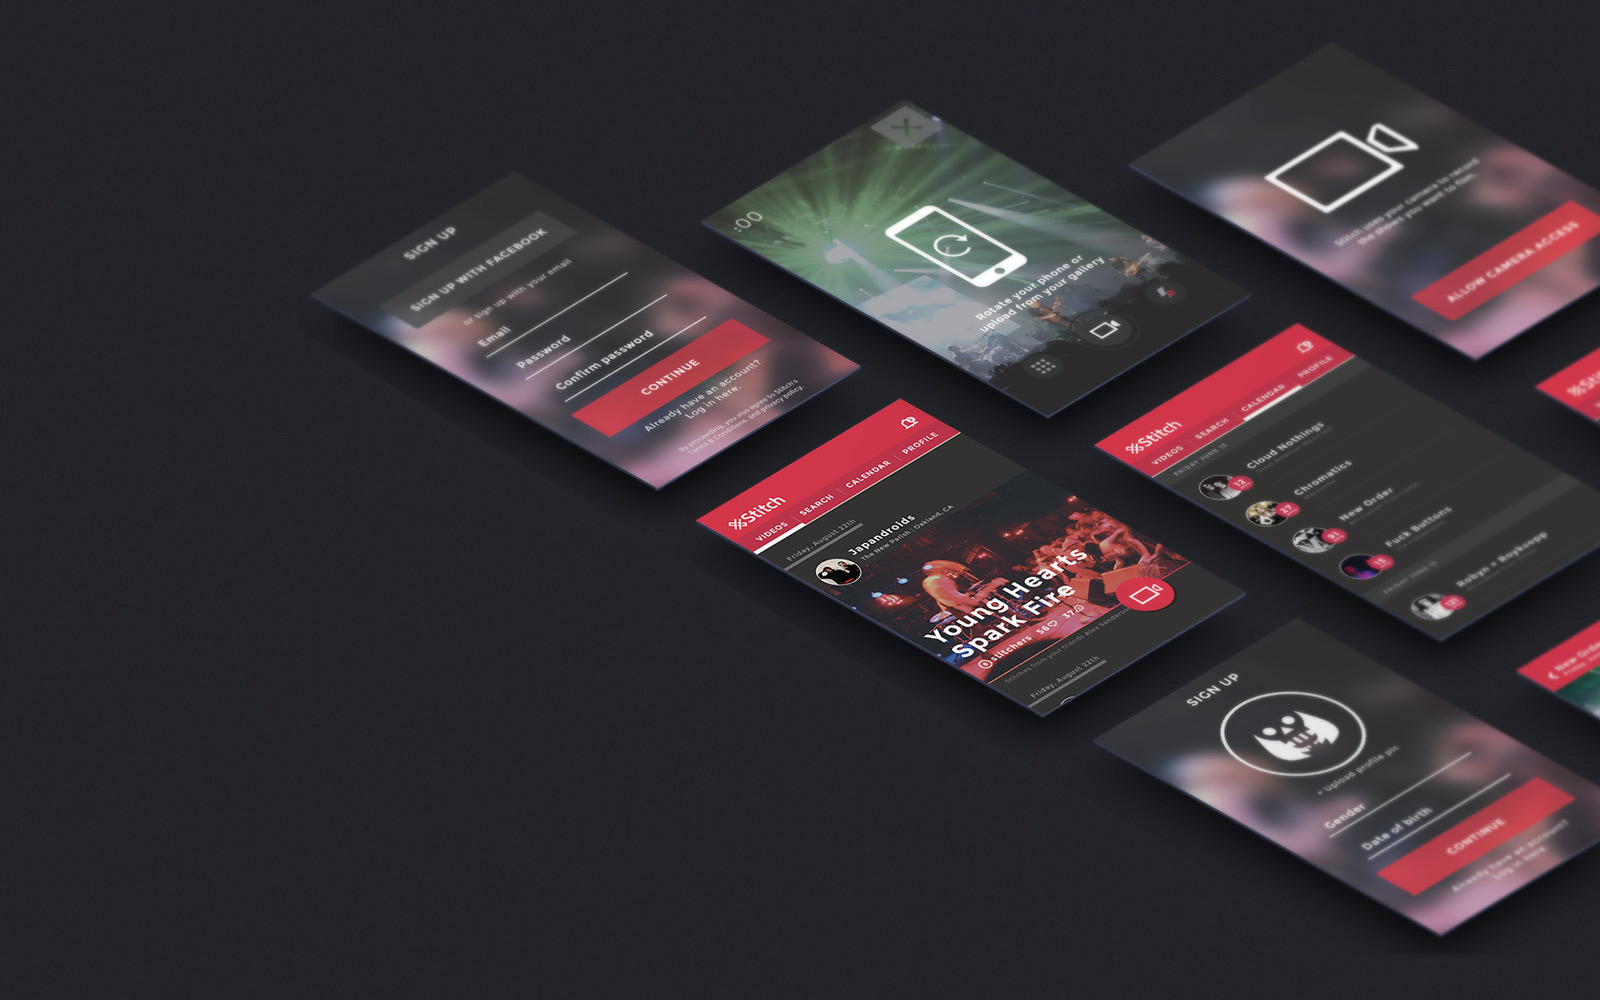 SIGN UP
SIGN UP WITH FACEBOOK
or sign up with your email
Email
Password
Confirm password
CONTINUE
Already have an account?
Log in here.
By proceeding, you also agree to Stitch's
Terms & Conditions and privacy policy.
:00
Rotate your phone or
upload from your gallery
Stitch uses your camera to record
the shows you want to film.
ALLOW CAMERA ACCESS
Stitch
VIDEOS
SEARCH
CALENDAR
PROFILE
Friday, August 22th
Japandroids
The New Parish - Oakland, CA
Young Hearts
Spark Fire
stitchers 56 37
Stitches from your friends Alex Sanderson
Friday, August 22th
Stitch
VIDEOS
SEARCH
CALENDAR
PROFILE
FRIDAY JUNE 15
12
Cloud Nothings
27
Chromatics
91
New Order
15
Fuck Buttons
FRIDAY JUNE 15
121
Robyn + Royksopp
SIGN UP
+ Upload profile pic
Gender
Date of birth
CONTINUE
Already have an account?
Log in here.
New Orde